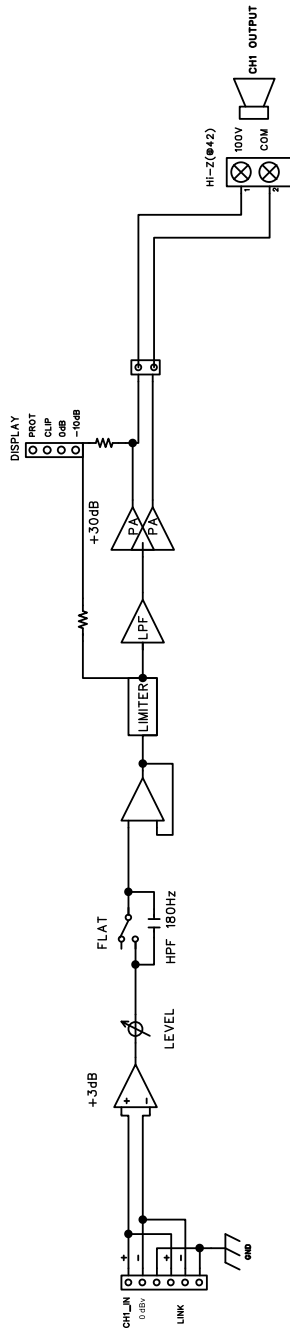 CH1_IN
0 dBv
LINK
+
-
+
-
GND
+3dB
+
-
LEVEL
FLAT
HPF 180Hz
LIMITER
LPF
+30dB
PA
PA
DISPLAY
PROT
CLIP
0dB
-10dB
Hi-Z(@42)
100V
COM
1
2
CH1 OUTPUT